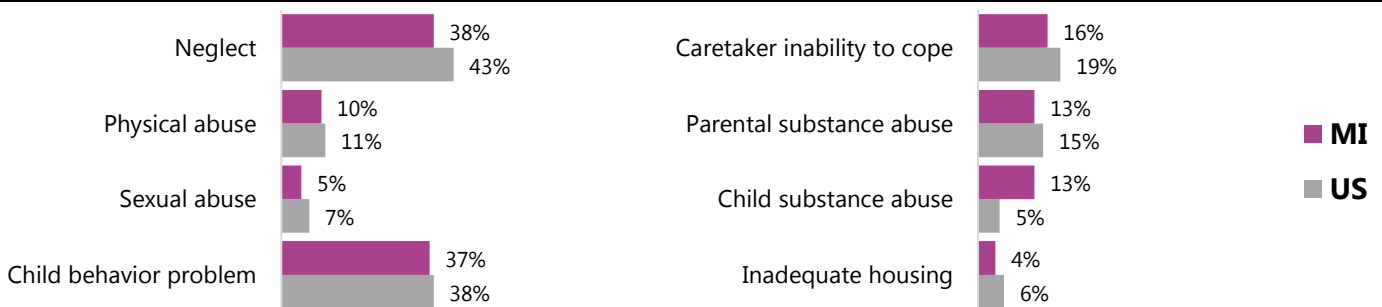 Neglect
38%
43%
Physical abuse
10%
11%
Sexual abuse
5%
7%
Child behavior problem
37%
38%
Caretaker inability to cope
16%
19%
Parental substance abuse
13%
15%
Child substance abuse
13%
5%
Inadequate housing
4%
6%
MI
US